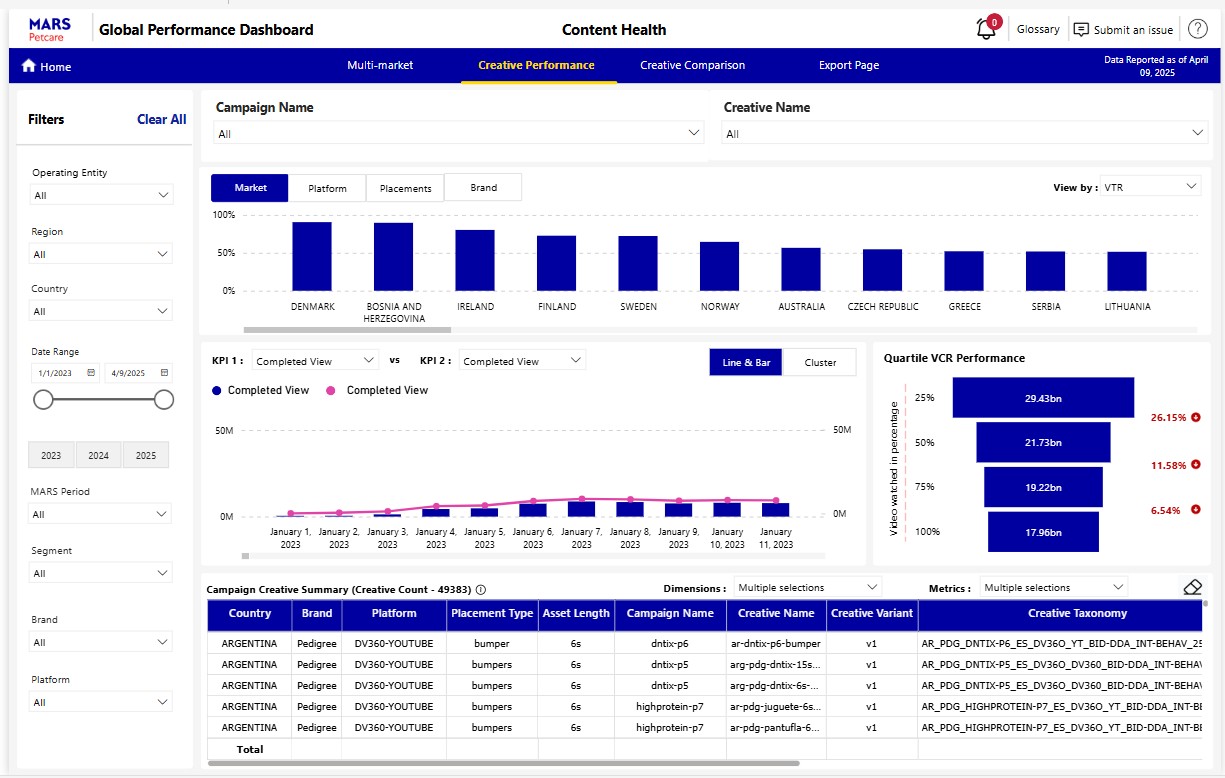 MARS
Petcare
Global Performance Dashboard
Content Health
0
Glossary
Submit an issue
?
Home
Multi-market
Creative Performance
Creative Comparison
Export Page
Data Reported as of April
09, 2025
Filters
Clear All
Operating Entity
All
Region
All
Country
All
Date Range
1/1/2023
4/9/2025
2023
2024
2025
MARS Period
All
Segment
All
Brand
All
Platform
All
Campaign Name
All
Creative Name
All
Market
Platform
Placements
Brand
View by :
VTR
100%
50%
0%
DENMARK
BOSNIA AND
HERZEGOVINA
IRELAND
FINLAND
SWEDEN
NORWAY
AUSTRALIA
CZECH REPUBLIC
GREECE
SERBIA
LITHUANIA
KPI 1 :
Completed View
vs
KPI 2 :
Completed View
Line & Bar
Cluster
Completed View
Completed View
50M
0M
50M
0M
January 1,
2023
January 2,
2023
January 3,
2023
January 4,
2023
January 5,
2023
January 6,
2023
January 7,
2023
January 8,
2023
January 9,
2023
January
10, 2023
January
11, 2023
Quartile VCR Performance
Video watched in percentage
25%
29.43bn
26.15%
50%
21.73bn
11.58%
75%
19.22bn
6.54%
100%
17.96bn
Campaign Creative Summary (Creative Count - 49383)
Dimensions :
Multiple selections
Metrics :
Multiple selections
Country Brand Platform Placement Type Asset Length Campaign Name Creative Name Creative Variant Creative Taxonomy
ARGENTINA Pedigree DV360-YOUTUBE bumper 6s dntix-p6 ar-dntix-p6-bumper v1 AR_PDG_DNTIX-P6_ES_DV36O_YT_BID-DDA_INT-BEHAV_25
ARGENTINA Pedigree DV360-YOUTUBE bumpers 6s dntix-p5 arg-pdg-dntix-15s... v1 AR_PDG_DNTIX-P5_ES_DV36O_DV360_BID-DDA_INT-BEHAV
ARGENTINA Pedigree DV360-YOUTUBE bumpers 6s dntix-p5 arg-pdg-dntix-6s-... v1 AR_PDG_DNTIX-P5_ES_DV36O_DV360_BID-DDA_INT-BEHAV
ARGENTINA Pedigree DV360-YOUTUBE bumpers 6s highprotein-p7 ar-pdg-juguete-6s... v1 AR_PDG_HIGHPROTEIN-P7_ES_DV36O_YT_BID-DDA_INT-BE
ARGENTINA Pedigree DV360-YOUTUBE bumpers 6s highprotein-p7 ar-pdg-pantufla-6... v1 AR_PDG_HIGHPROTEIN-P7_ES_DV36O_YT_BID-DDA_INT-BE
Total